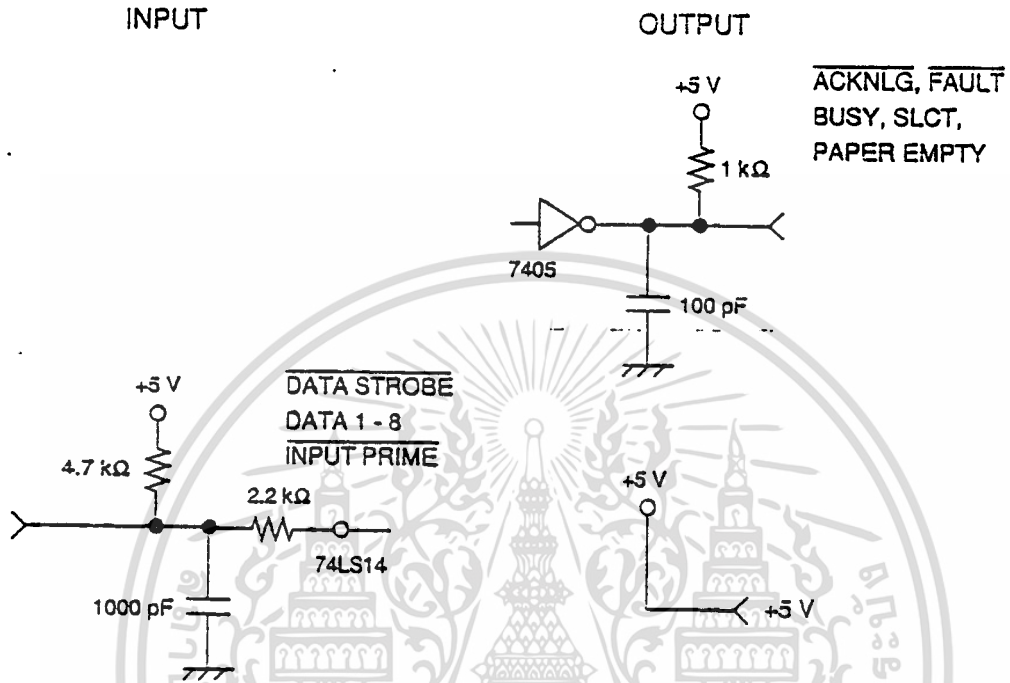 INPUT
OUTPUT
+5 V
ACKNLG, FAULT
BUSY, SLCT,
PAPER EMPTY
1 kΩ
7405
100 pF
+5 V
DATA STROBE
DATA 1 - 8
INPUT PRIME
4.7 kΩ
2.2 kΩ
74LS14
1000 pF
+5 V
+5 V